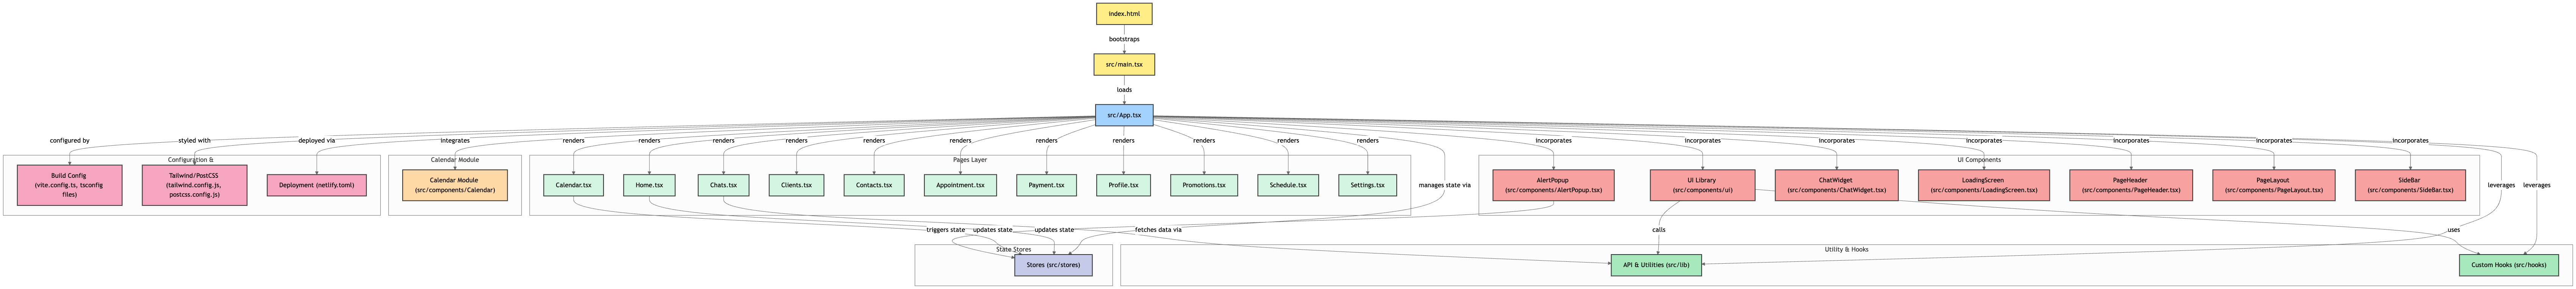 index.html
bootstraps
src/main.tsx
loads
src/App.tsx
configured by
styled with
deployed via
integrates
renders
renders
renders
renders
renders
renders
renders
renders
renders
renders
renders
incorporates
incorporates
incorporates
incorporates
incorporates
incorporates
incorporates
Configuration &
Build Config
(vite.config.ts, tsconfig
files)
Tailwind/PostCSS
(tailwind.config.js,
postcss.config.js)
Deployment (netlify.toml)
Calendar Module
Calendar Module
(src/components/Calendar)
Pages Layer
Calendar.tsx
Home.tsx
Chats.tsx
Clients.tsx
Contacts.tsx
Appointment.tsx
Payment.tsx
Profile.tsx
Promotions.tsx
Schedule.tsx
Settings.tsx
manages state via
UI Components
AlertPopup
(src/components/AlertPopup.tsx)
UI Library
(src/components/ui)
ChatWidget
(src/components/ChatWidget.tsx)
LoadingScreen
(src/components/LoadingScreen.tsx)
PageHeader
(src/components/PageHeader.tsx)
PageLayout
(src/components/PageLayout.tsx)
SideBar
(src/components/SideBar.tsx)
leverages
leverages
triggers state
updates state
updates state
fetches data via
calls
uses
State Stores
Stores (src/stores)
Utility & Hooks
API & Utilities (src/lib)
Custom Hooks (src/hooks)